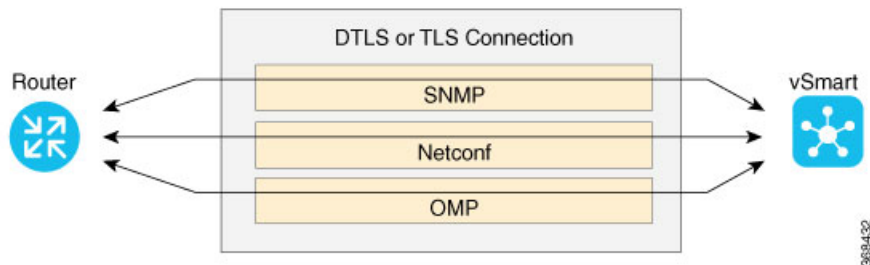 DTLS or TLS Connection
Router
vSmart
SNMP
Netconf
OMP
368432